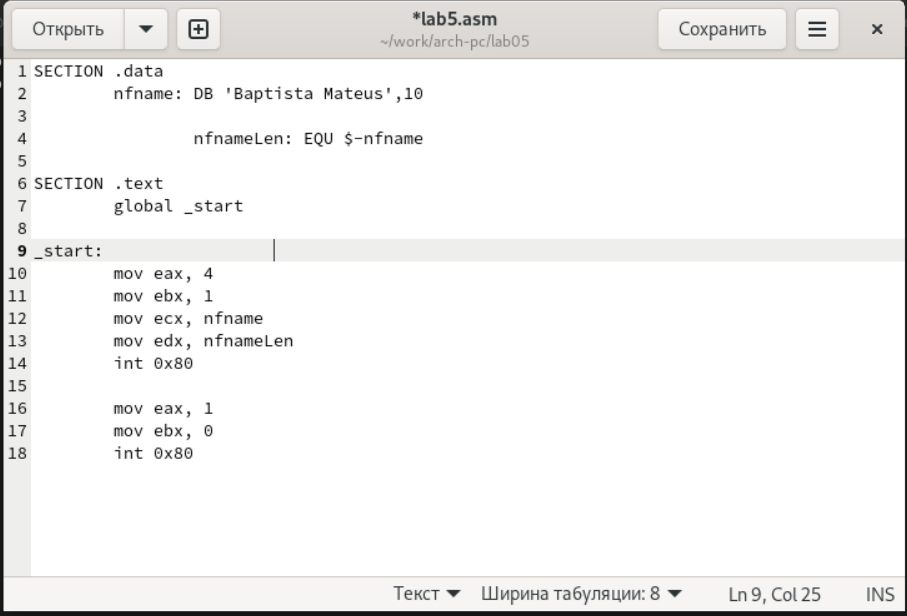 Открыть
*lab5.asm
~/work/arch-pc/lab05
Сохранить
1 SECTION .data
2 nfname: DB 'Baptista Mateus',10
3
4 nfnameLen: EQU $-nfname
5
6 SECTION .text
7 global _start
8
9 _start:
10 mov eax, 4
11 mov ebx, 1
12 mov ecx, nfname
13 mov edx, nfnameLen
14 int 0x80
15
16 mov eax, 1
17 mov ebx, 0
18 int 0x80
Текст Ширина табуляции: 8 Ln 9, Col 25 INS